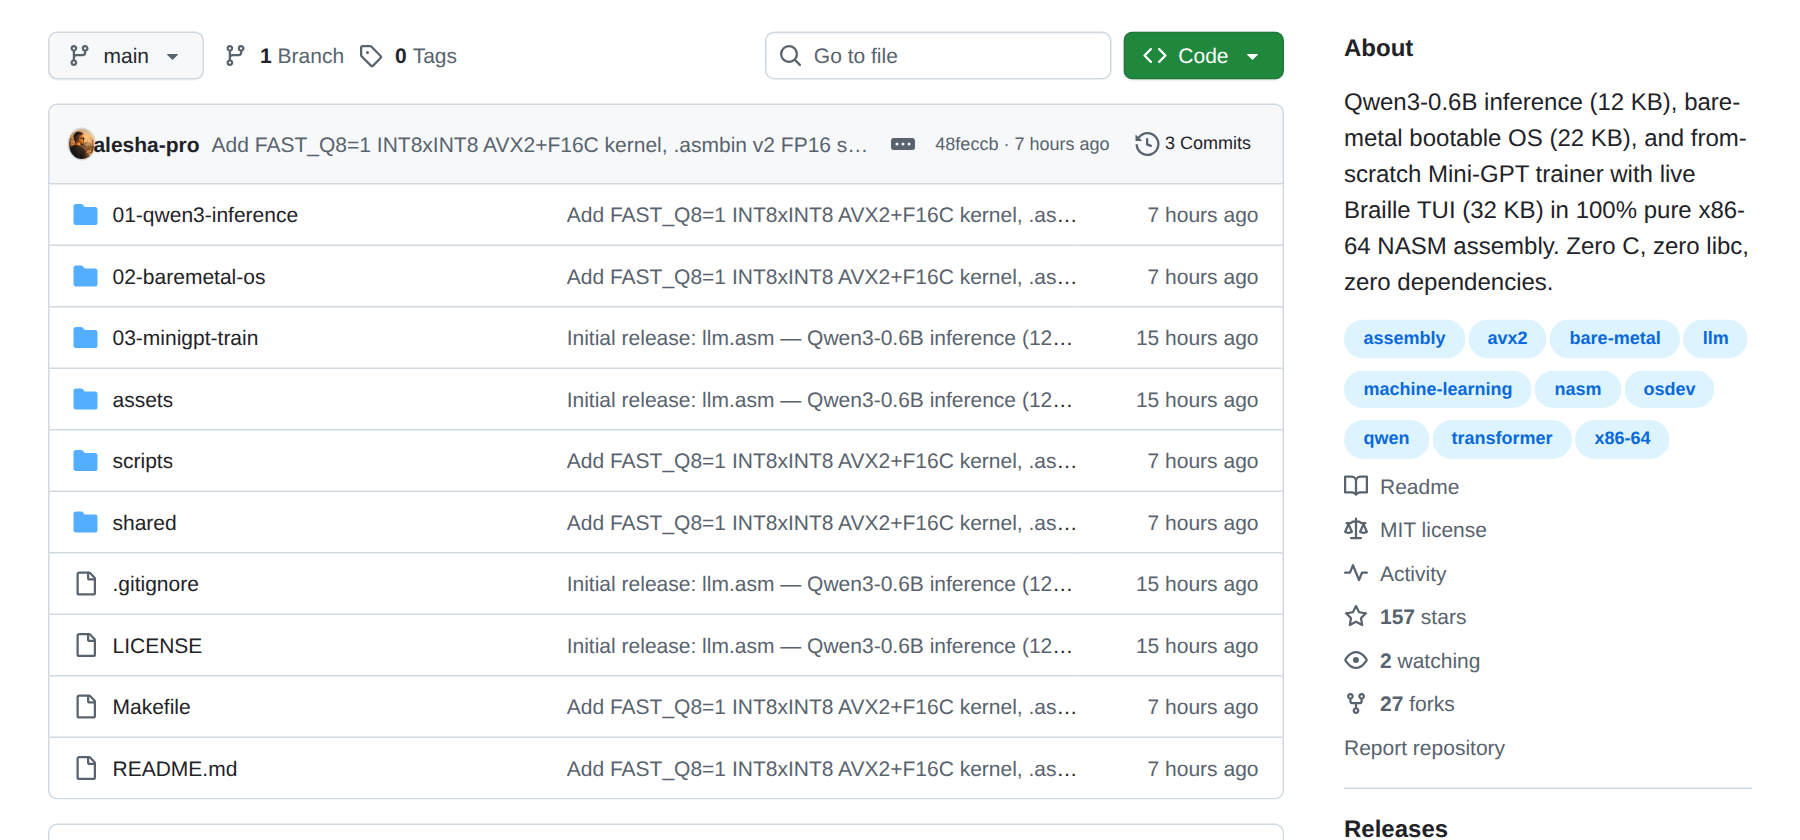 main 1 Branch 0 Tags Go to file Code
alesha-pro Add FAST_Q8=1 INT8xINT8 AVX2+F16C kernel, .asmbin v2 FP16 s… 48feccb · 7 hours ago 3 Commits
01-qwen3-inference Add FAST_Q8=1 INT8xINT8 AVX2+F16C kernel, .as… 7 hours ago
02-baremetal-os Add FAST_Q8=1 INT8xINT8 AVX2+F16C kernel, .as… 7 hours ago
03-minigpt-train Initial release: llm.asm — Qwen3-0.6B inference (12… 15 hours ago
assets Initial release: llm.asm — Qwen3-0.6B inference (12… 15 hours ago
scripts Add FAST_Q8=1 INT8xINT8 AVX2+F16C kernel, .as… 7 hours ago
shared Add FAST_Q8=1 INT8xINT8 AVX2+F16C kernel, .as… 7 hours ago
.gitignore Initial release: llm.asm — Qwen3-0.6B inference (12… 15 hours ago
LICENSE Initial release: llm.asm — Qwen3-0.6B inference (12… 15 hours ago
Makefile Add FAST_Q8=1 INT8xINT8 AVX2+F16C kernel, .as… 7 hours ago
README.md Add FAST_Q8=1 INT8xINT8 AVX2+F16C kernel, .as… 7 hours ago
About
Qwen3-0.6B inference (12 KB), bare-
metal bootable OS (22 KB), and from-
scratch Mini-GPT trainer with live
Braille TUI (32 KB) in 100% pure x86-
64 NASM assembly. Zero C, zero libc,
zero dependencies.
assembly avx2 bare-metal llm
machine-learning nasm osdev
qwen transformer x86-64
Readme
MIT license
Activity
157 stars
2 watching
27 forks
Report repository
Releases